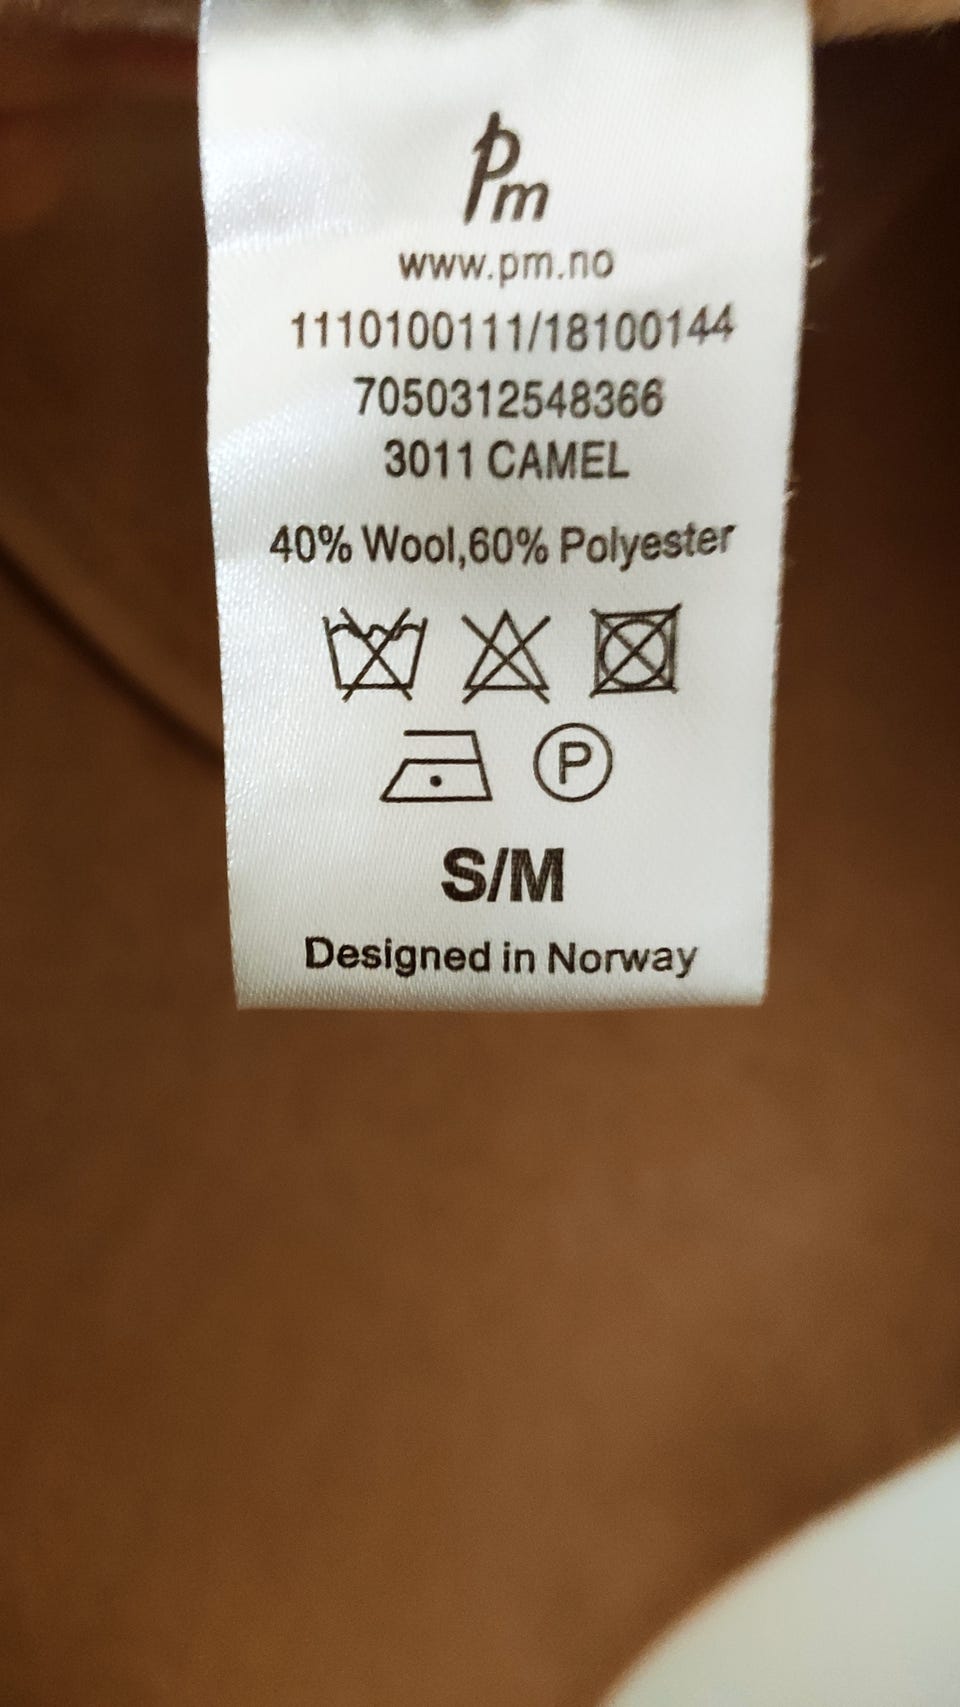 Pm
www.pm.no
1110100111/18100144
7050312548366
3011 CAMEL
40% Wool,60% Polyester
P
S/M
Designed in Norway